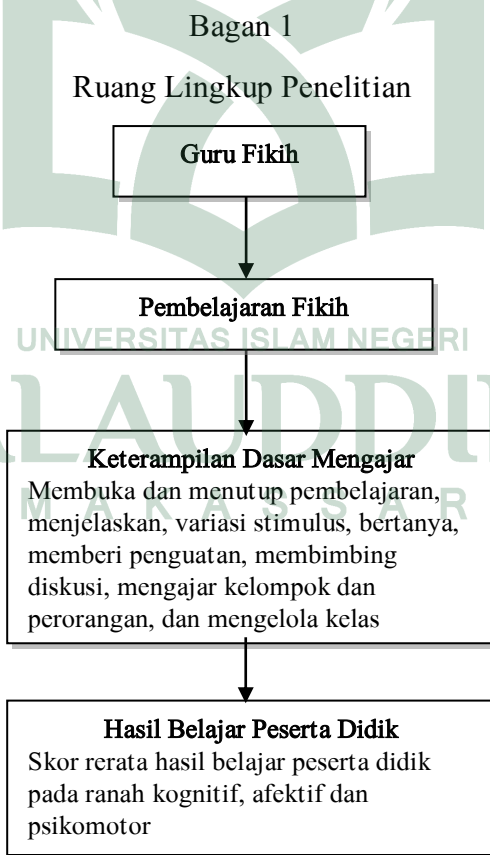 Bagan 1
Ruang Lingkup Penelitian
Guru Fikih
Pembelajaran Fikih
UNIVERSITAS ISLAM NEGERI
ALAUDDIN
MAKASSAR
Keterampilan Dasar Mengajar
Membuka dan menutup pembelajaran,
menjelaskan, variasi stimulus, bertanya,
memberi penguatan, membimbing
diskusi, mengajar kelompok dan
perorangan, dan mengelola kelas
Hasil Belajar Peserta Didik
Skor rerata hasil belajar peserta didik
pada ranah kognitif, afektif dan
psikomotor